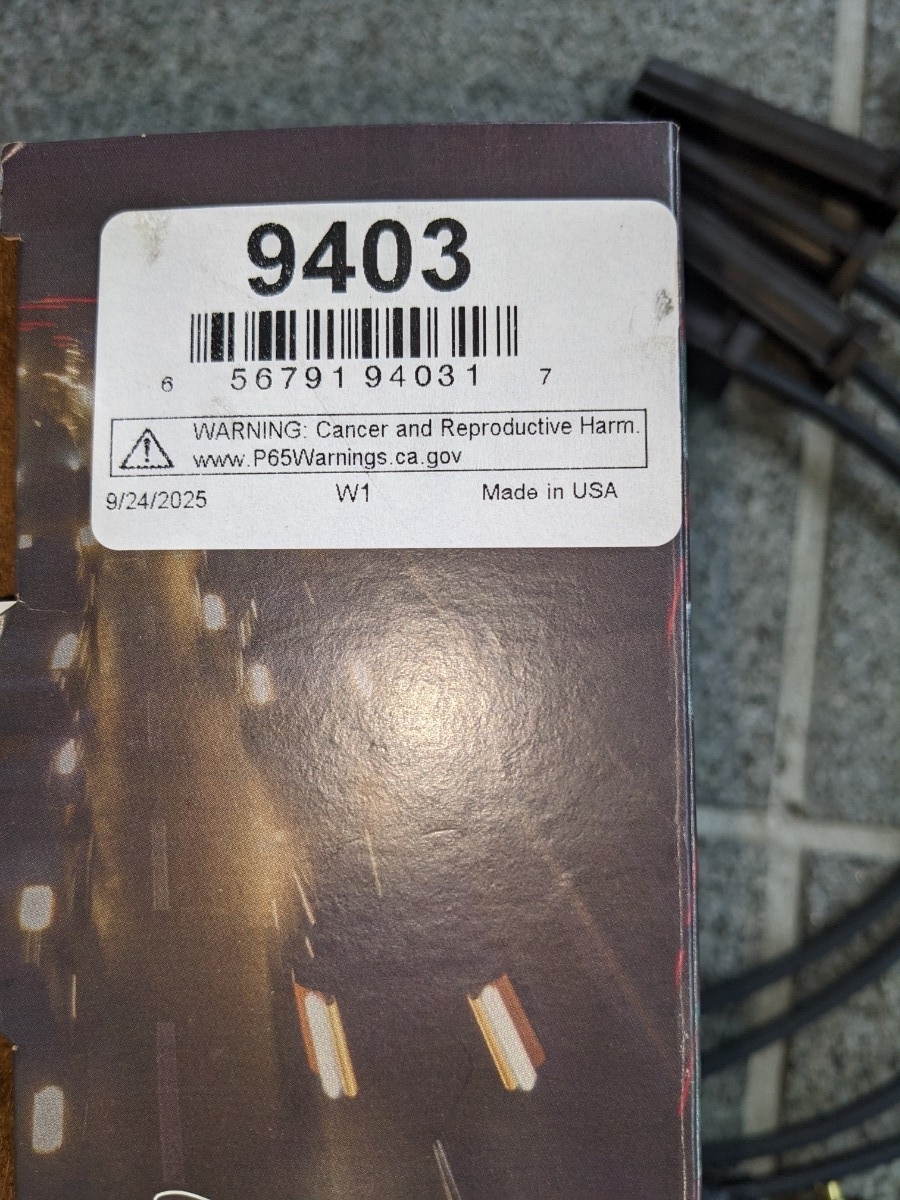 9403
6 56791 94031 7
WARNING: Cancer and Reproductive Harm.
www.P65Warnings.ca.gov
9/24/2025 W1 Made in USA